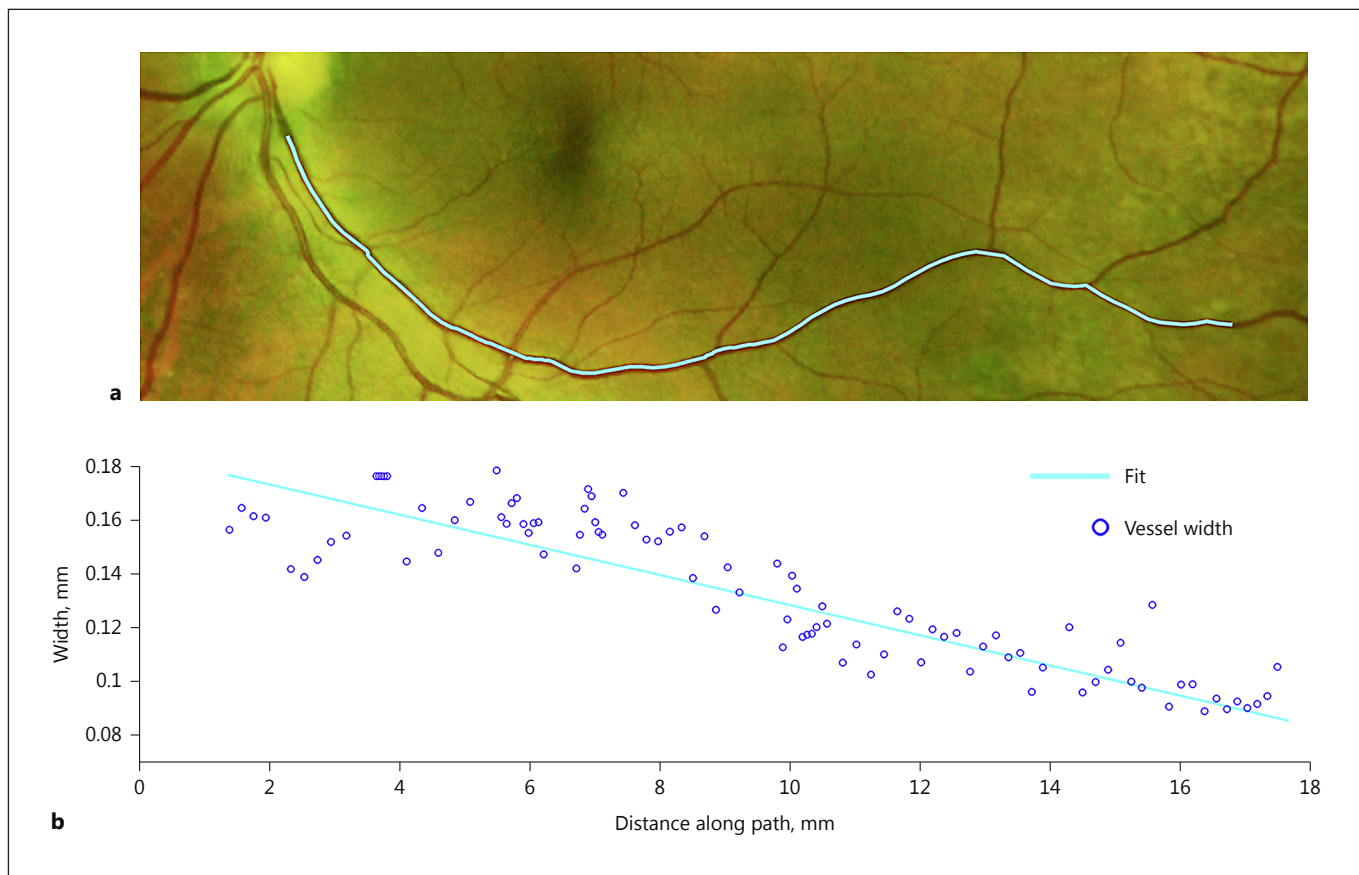 a
0.18
0.16
0.14
0.12
0.1
0.08
Width, mm
Fit
Vessel width
0 2 4 6 8 10 12 14 16 18
Distance along path, mm
b